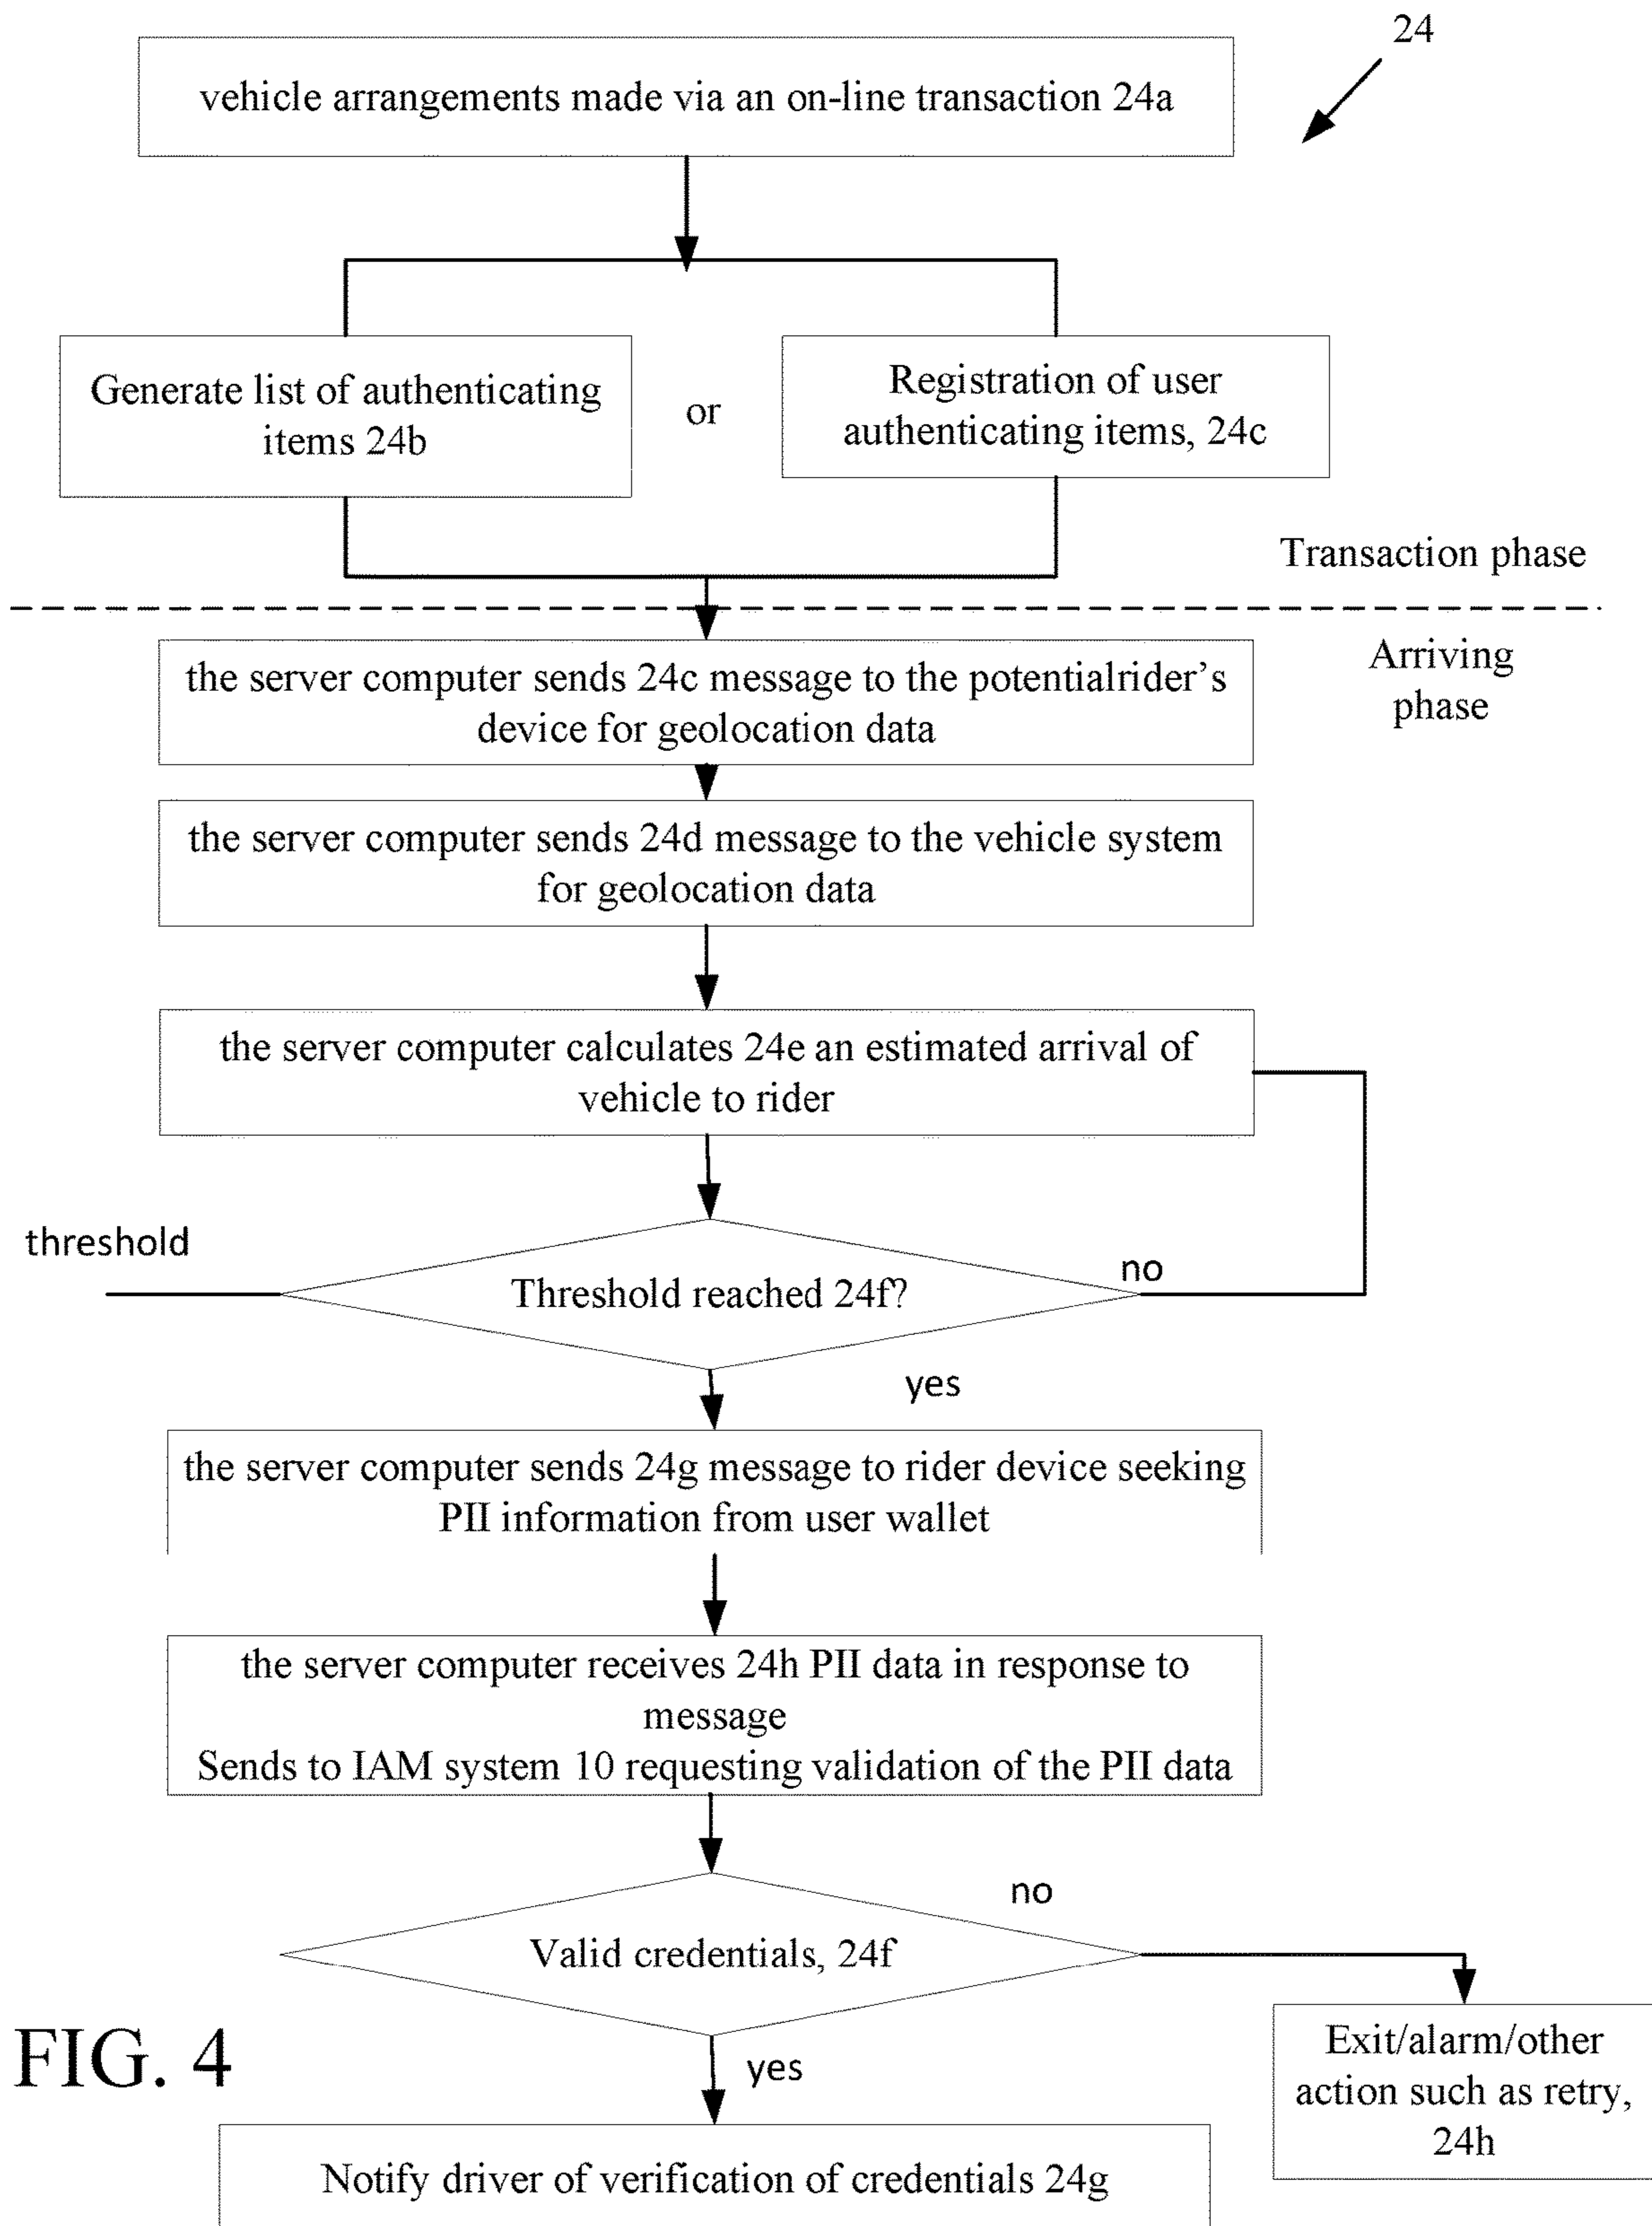 24
vehicle arrangements made via an on-line transaction 24a
Generate list of authenticating
items 24b
or
Registration of user
authenticating items, 24c
Transaction phase
Arriving
phase
the server computer sends 24c message to the potentialrider’s
device for geolocation data
the server computer sends 24d message to the vehicle system
for geolocation data
the server computer calculates 24e an estimated arrival of
vehicle to rider
threshold
Threshold reached 24f?
no
yes
the server computer sends 24g message to rider device seeking
PII information from user wallet
the server computer receives 24h PII data in response to
message
Sends to IAM system 10 requesting validation of the PII data
no
Valid credentials, 24f
yes
Exit/alarm/other
action such as retry,
24h
FIG. 4
Notify driver of verification of credentials 24g